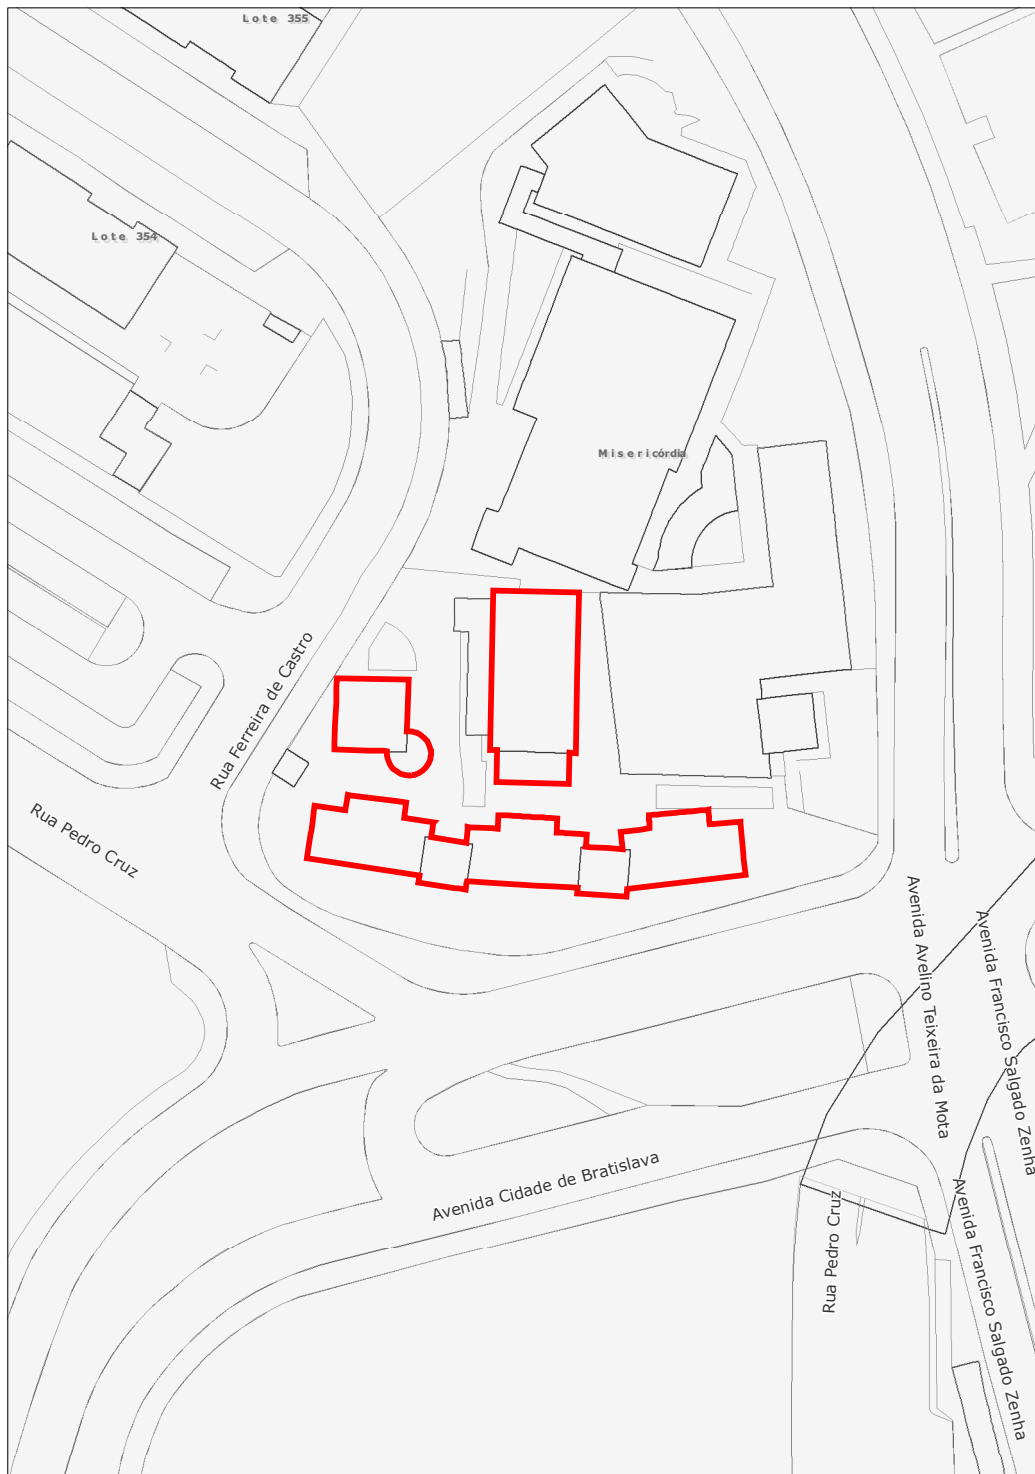 Lote 355
Lote 354
Misericórdia
Rua Ferreira de Castro
Rua Pedro Cruz
Avenida Avelino Teixeira da Mota
Avenida Francisco Salgado Zenha
Avenida Cidade de Bratislava
Rua Pedro Cruz
Avenida Francisco Salgado Zenha